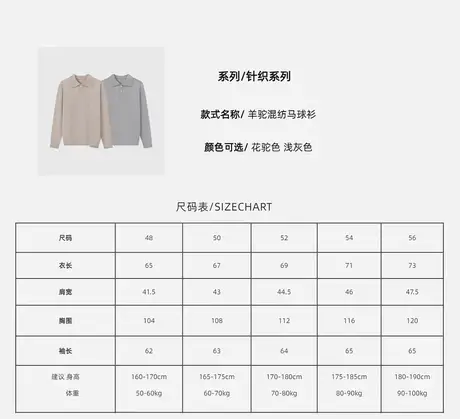 系列/针织系列
款式名称/ 羊驼混纺马球衫
颜色可选/ 花驼色 浅灰色
尺码表/SIZECHART
尺码 48 50 52 54 56
衣长 65 67 69 71 73
肩宽 41.5 43 44.5 46 47.5
胸围 104 108 112 116 120
袖长 62 63 64 65 65
建议 身高 160-170cm 165-175cm 170-180cm 175-185cm 180-190cm
体重 50-60kg 60-70kg 70-80kg 80-90kg 90-100kg